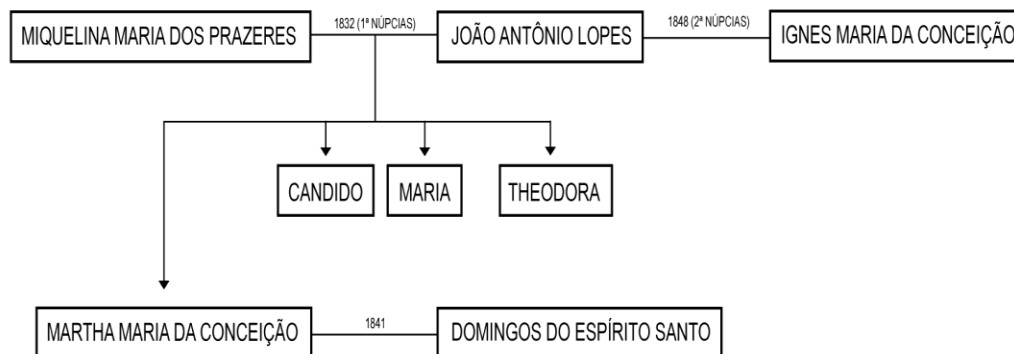 MIQUELINA MARIA DOS PRAZERES
1832 (1ª NÚPCIAS)
JOÃO ANTÔNIO LOPES
1848 (2ª NÚPCIAS)
IGNES MARIA DA CONCEIÇÃO
CANDIDO
MARIA
THEODORA
MARTHA MARIA DA CONCEIÇÃO
1841
DOMINGOS DO ESPÍRITO SANTO